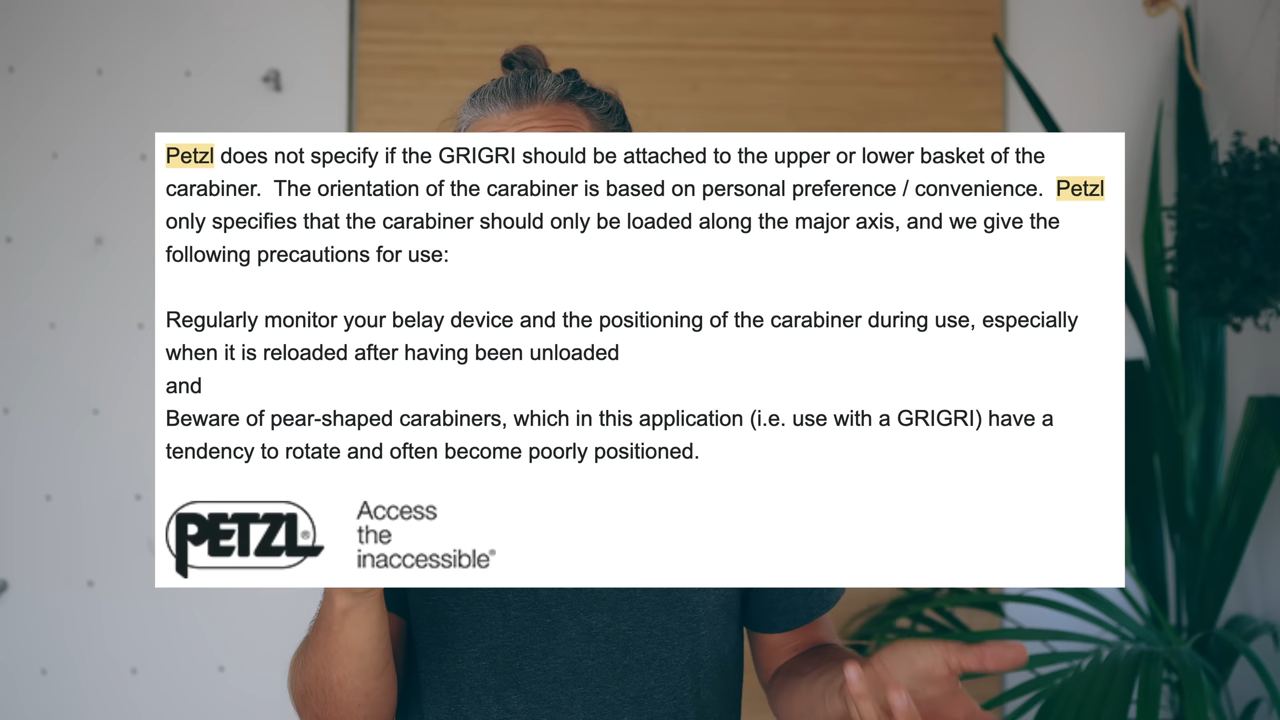 Petzl does not specify if the GRIGRI should be attached to the upper or lower basket of the
carabiner.  The orientation of the carabiner is based on personal preference / convenience.  Petzl
only specifies that the carabiner should only be loaded along the major axis, and we give the
following precautions for use:
Regularly monitor your belay device and the positioning of the carabiner during use, especially
when it is reloaded after having been unloaded
and
Beware of pear-shaped carabiners, which in this application (i.e. use with a GRIGRI) have a
tendency to rotate and often become poorly positioned.
PETZL®
Access
the
inaccessible®